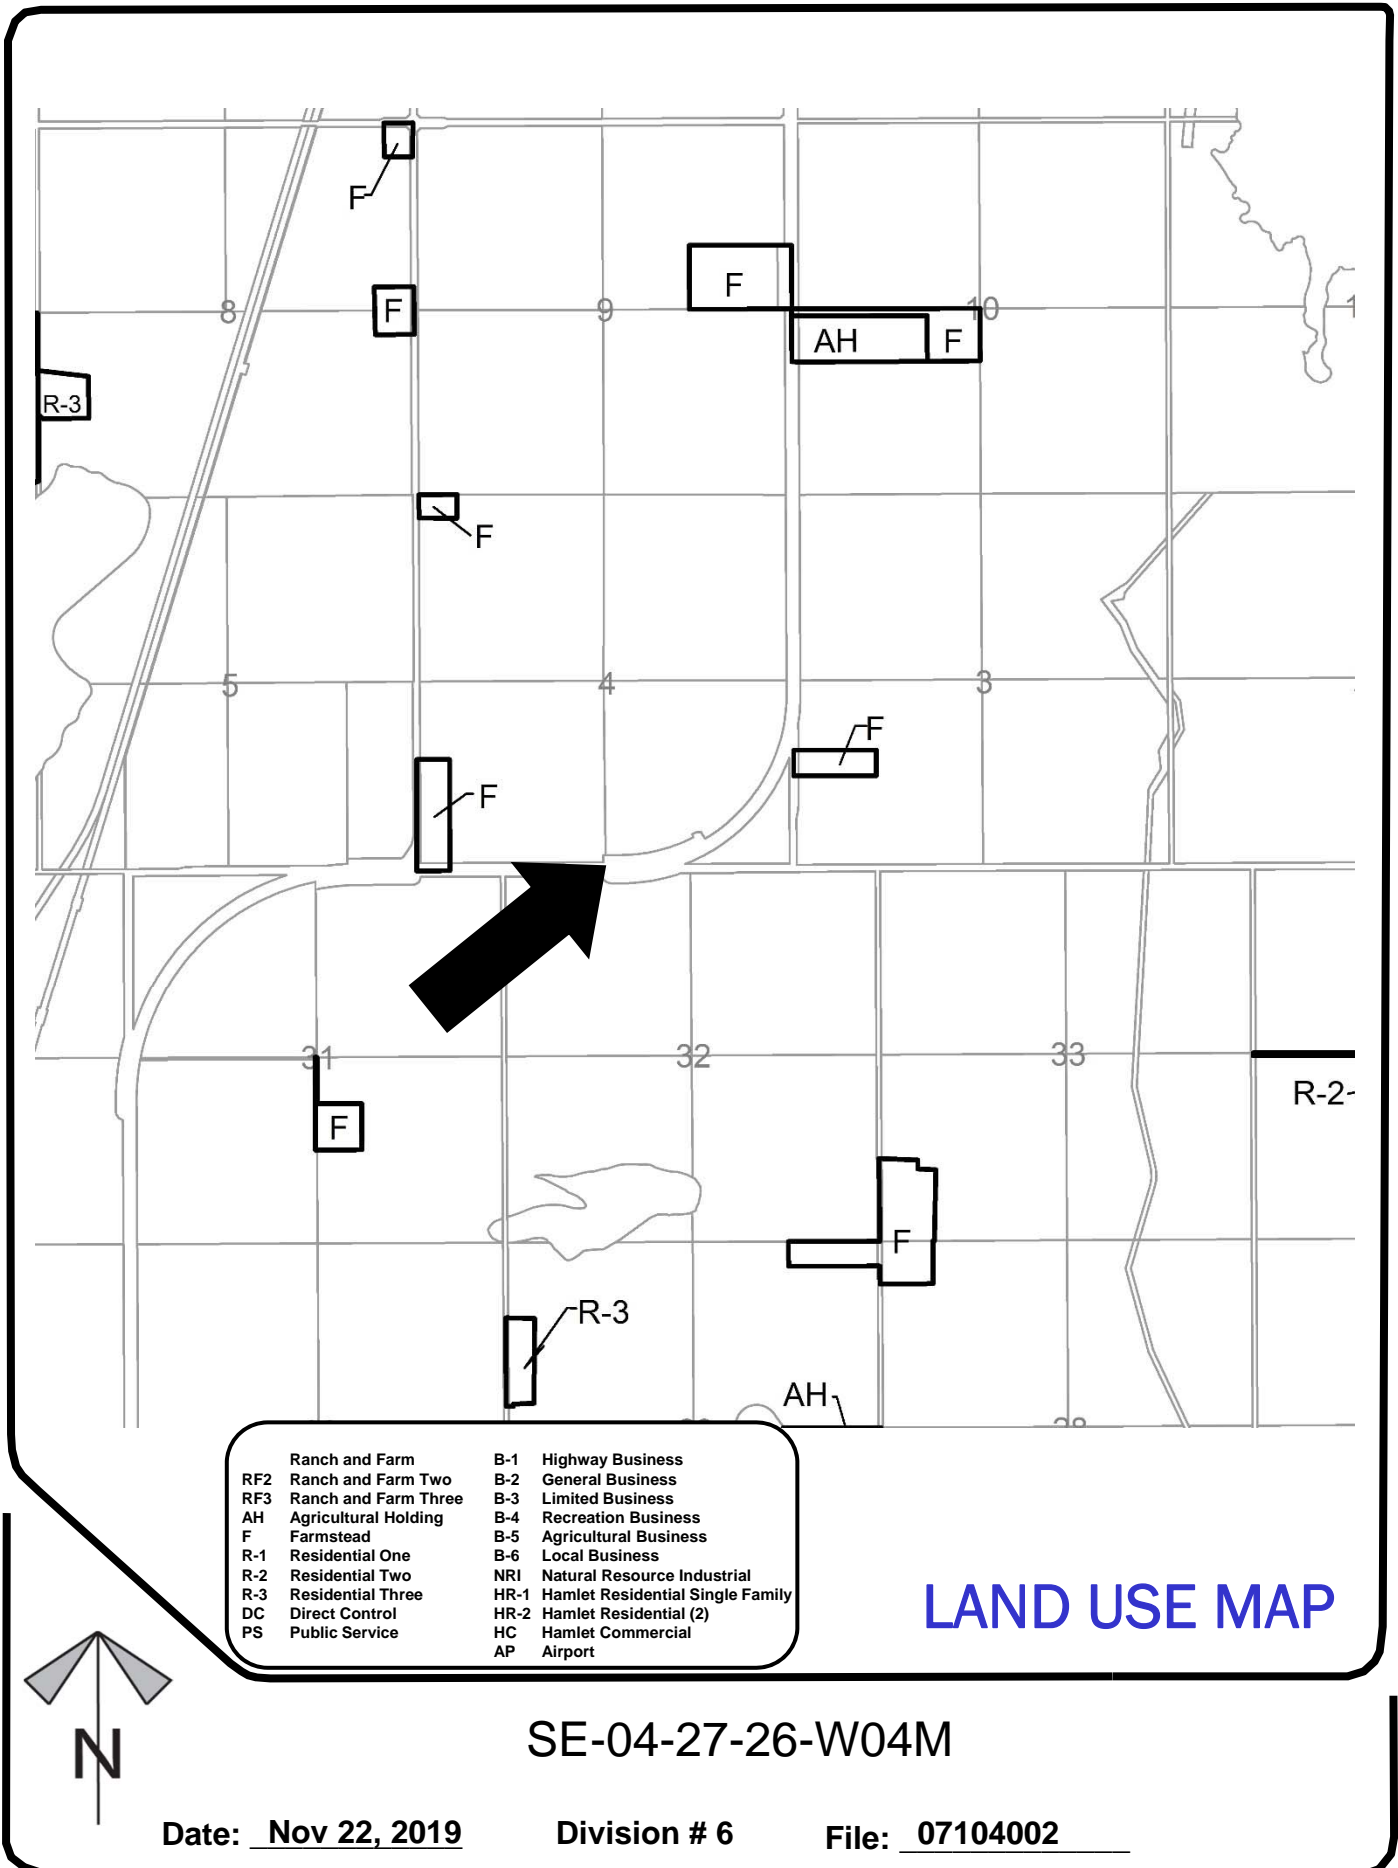 F
F
8
F
9
10
AH
F
R-3
F
5
4
3
F
F
31
32
33
R-2
F
F
R-3
AH
Ranch and Farm
RF2 Ranch and Farm Two
RF3 Ranch and Farm Three
AH Agricultural Holding
F Farmstead
R-1 Residential One
R-2 Residential Two
R-3 Residential Three
DC Direct Control
PS Public Service
B-1 Highway Business
B-2 General Business
B-3 Limited Business
B-4 Recreation Business
B-5 Agricultural Business
B-6 Local Business
NRI Natural Resource Industrial
HR-1 Hamlet Residential Single Family
HR-2 Hamlet Residential (2)
HC Hamlet Commercial
AP Airport
LAND USE MAP
N
SE-04-27-26-W04M
Date: Nov 22, 2019 Division # 6 File: 07104002